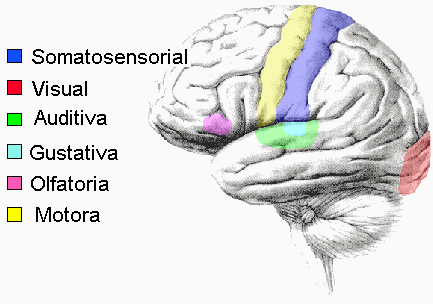 Somatosensorial
Visual
Auditiva
Gustativa
Olfatoria
Motora